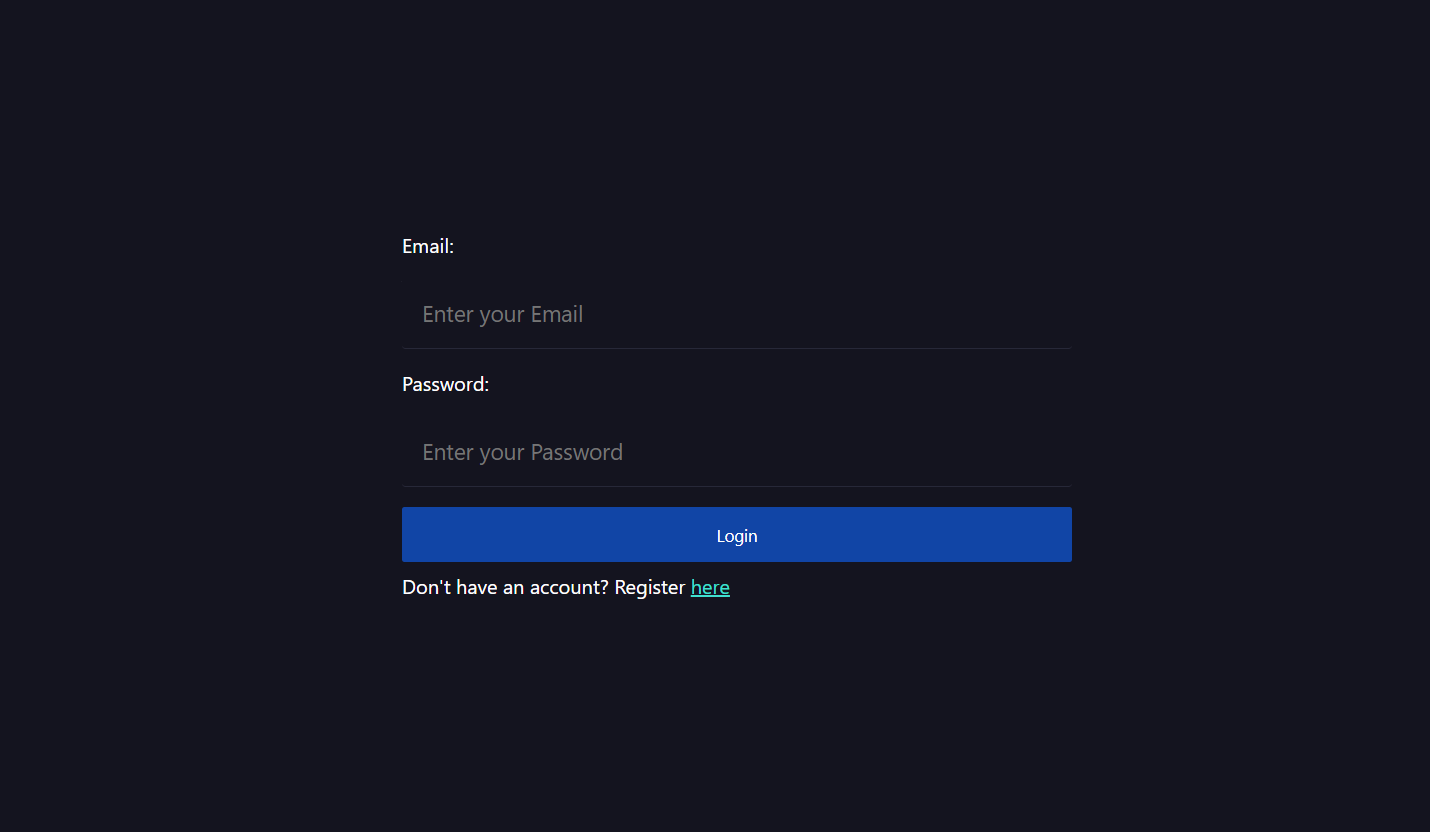 Email:
Enter your Email
Password:
Enter your Password
Login
Don't have an account? Register here